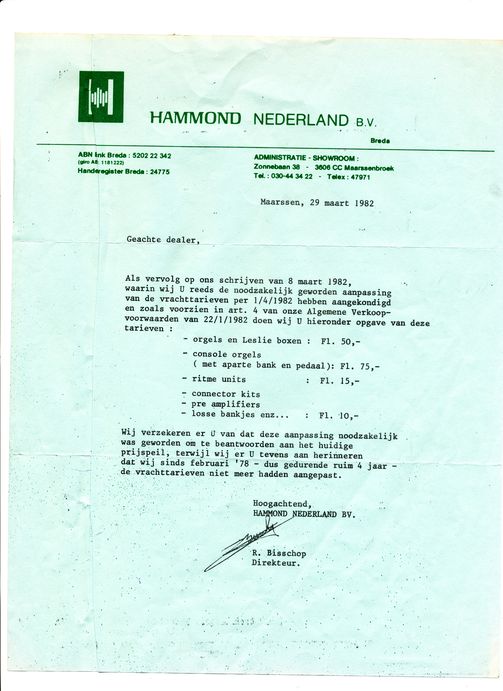 HAMMOND NEDERLAND B.V.
Breda
ABN Bnk Breda : 5202 22 342
(giro AB: 1181222)
Handersregister Breda : 24775
ADMINISTRATIE - SHOWROOM :
Zonnebaan 38 - 3606 CC Maarssenbroek
Tel. : 030-44 34 22 - Telex : 47971
Maarssen, 29 maart 1982
Geachte dealer,
Als vervolg op ons schrijven van 8 maart 1982,
waarin wij U reeds de noodzakelijk geworden aanpassing
van de vrachttarieven per 1/4/1982 hebben aangekondigd
en zoals voorzien in art. 4 van onze Algemene Verkoop-
voorwaarden van 22/1/1982 doen wij U hieronder opgave van deze
tarieven :
- orgels en Leslie boxen : Fl. 50,-
- console orgels
( met aparte bank en pedaal): Fl. 75,-
- ritme units : Fl. 15,-
- connector kits
- pre amplifiers
- losse bankjes enz... : Fl. 10,-
Wij verzekeren er U van dat deze aanpassing noodzakelijk
was geworden om te beantwoorden aan het huidige
prijspeil, terwijl wij er U tevens aan herinneren
dat wij sinds februari '78 - dus gedurende ruim 4 jaar -
de vrachttarieven niet meer hadden aangepast.
Hoogachtend,
HAMMOND NEDERLAND BV.
R. Bisschop
Direkteur.